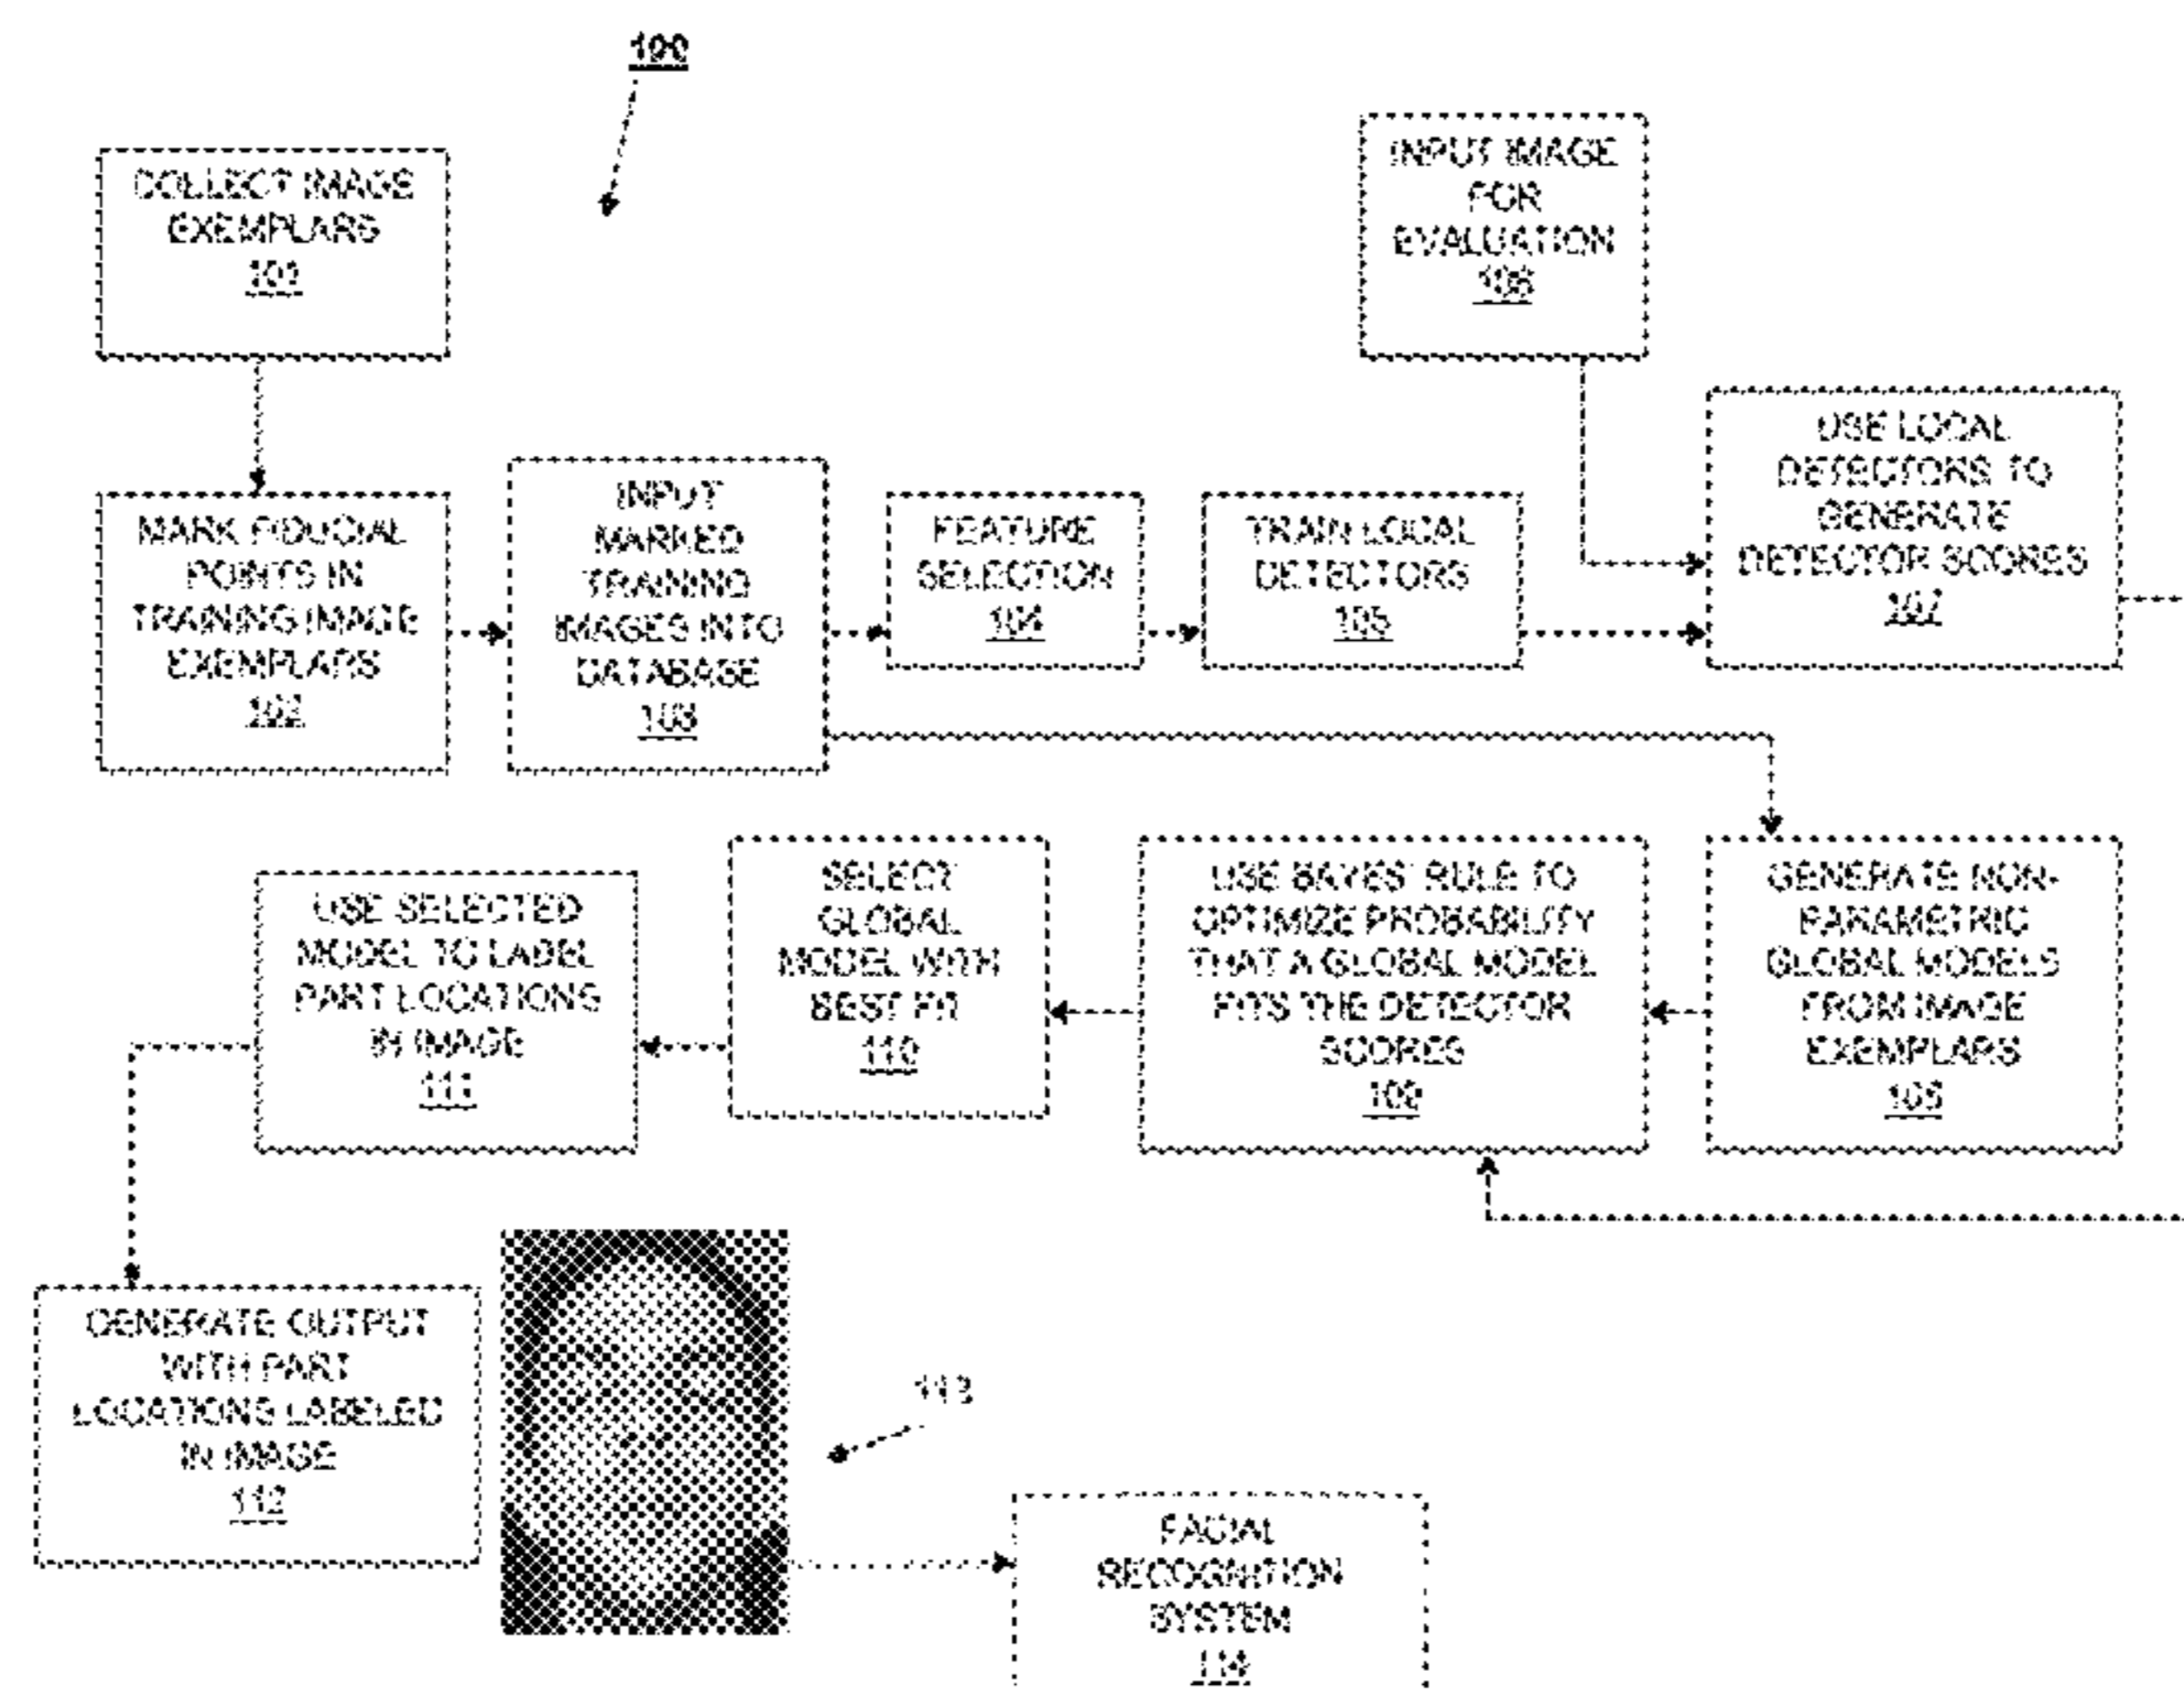 100
COLLECT IMAGE
EXEMPLARS
101
INPUT IMAGE
FOR
EVALUATION
106
MARK FIDUCIAL
POINTS IN
TRAINING IMAGE
EXEMPLARS
102
INPUT
MARKED
TRAINING
IMAGES INTO
DATABASE
103
FEATURE
SELECTION
104
TRAIN LOCAL
DETECTORS
105
USE LOCAL
DETECTORS TO
GENERATE
DETECTOR SCORES
107
USE SELECTED
MODEL TO LABEL
PART LOCATIONS
IN IMAGE
111
SELECT
GLOBAL
MODEL WITH
BEST FIT
110
USE BAYES' RULE TO
OPTIMIZE PROBABILITY
THAT A GLOBAL MODEL
FITS THE DETECTOR
SCORES
109
GENERATE NON-
PARAMETRIC
GLOBAL MODELS
FROM IMAGE
EXEMPLARS
108
GENERATE OUTPUT
WITH PART
LOCATIONS LABELED
IN IMAGE
112
113
FACIAL
RECOGNITION
SYSTEM
114